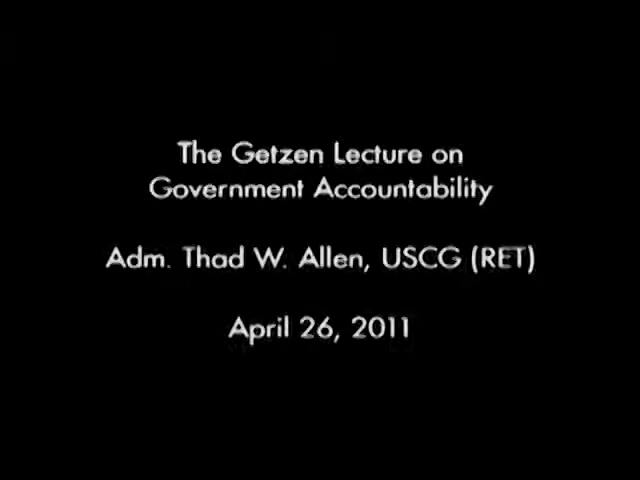 The Getzen Lecture on
Government Accountability
Adm. Thad W. Allen, USCG (RET)
April 26, 2011